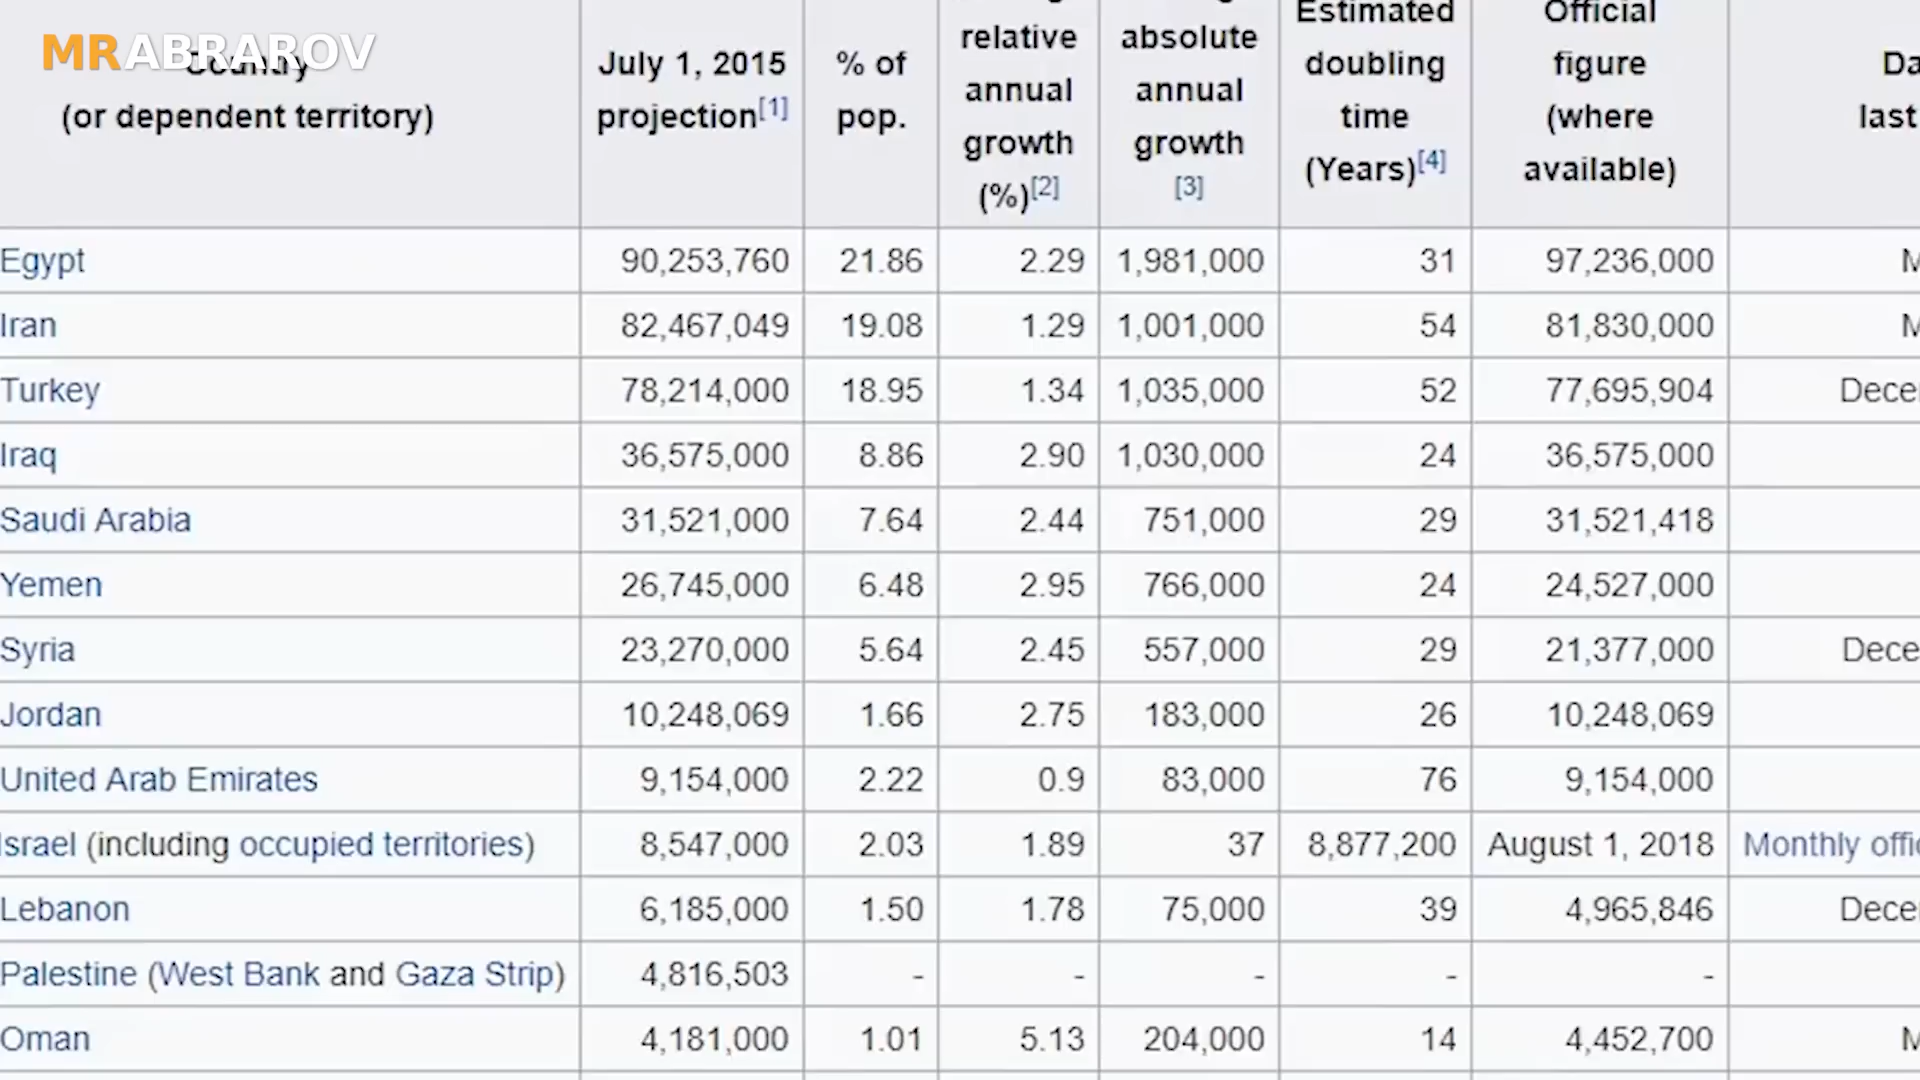 MRABRAROV
Country
(or dependent territory)
July 1, 2015
projection[1]
% of
pop.
relative
annual
growth
(%)[2]
absolute
annual
growth
[3]
Estimated
doubling
time
(Years)[4]
Official
figure
(where
available)
last
Egypt 90,253,760 21.86 2.29 1,981,000 31 97,236,000 M
Iran 82,467,049 19.08 1.29 1,001,000 54 81,830,000 M
Turkey 78,214,000 18.95 1.34 1,035,000 52 77,695,904 Dece
Iraq 36,575,000 8.86 2.90 1,030,000 24 36,575,000
Saudi Arabia 31,521,000 7.64 2.44 751,000 29 31,521,418
Yemen 26,745,000 6.48 2.95 766,000 24 24,527,000
Syria 23,270,000 5.64 2.45 557,000 29 21,377,000 Dece
Jordan 10,248,069 1.66 2.75 183,000 26 10,248,069
United Arab Emirates 9,154,000 2.22 0.9 83,000 76 9,154,000
Israel (including occupied territories) 8,547,000 2.03 1.89 37 8,877,200 August 1, 2018 Monthly offi
Lebanon 6,185,000 1.50 1.78 75,000 39 4,965,846 Dece
Palestine (West Bank and Gaza Strip) 4,816,503 - - - - -
Oman 4,181,000 1.01 5.13 204,000 14 4,452,700 M